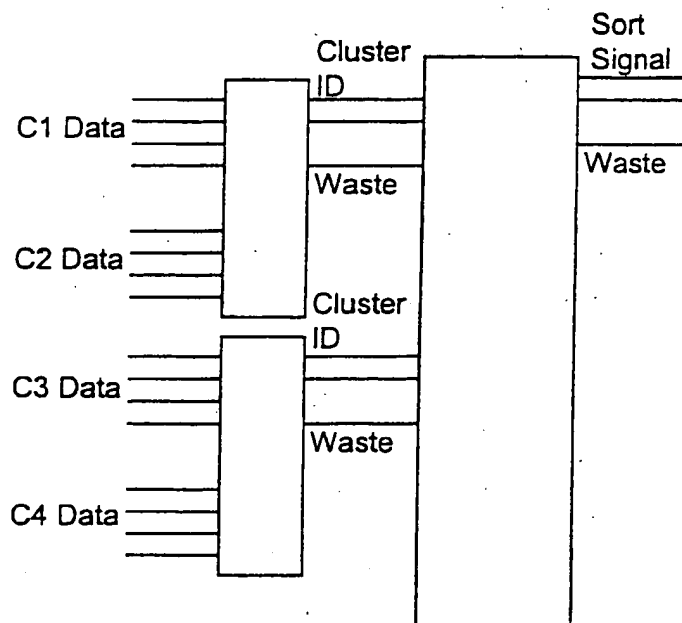 Sort
Signal
Cluster
ID
C1 Data
Waste
Waste
C2 Data
Cluster
ID
C3 Data
Waste
C4 Data